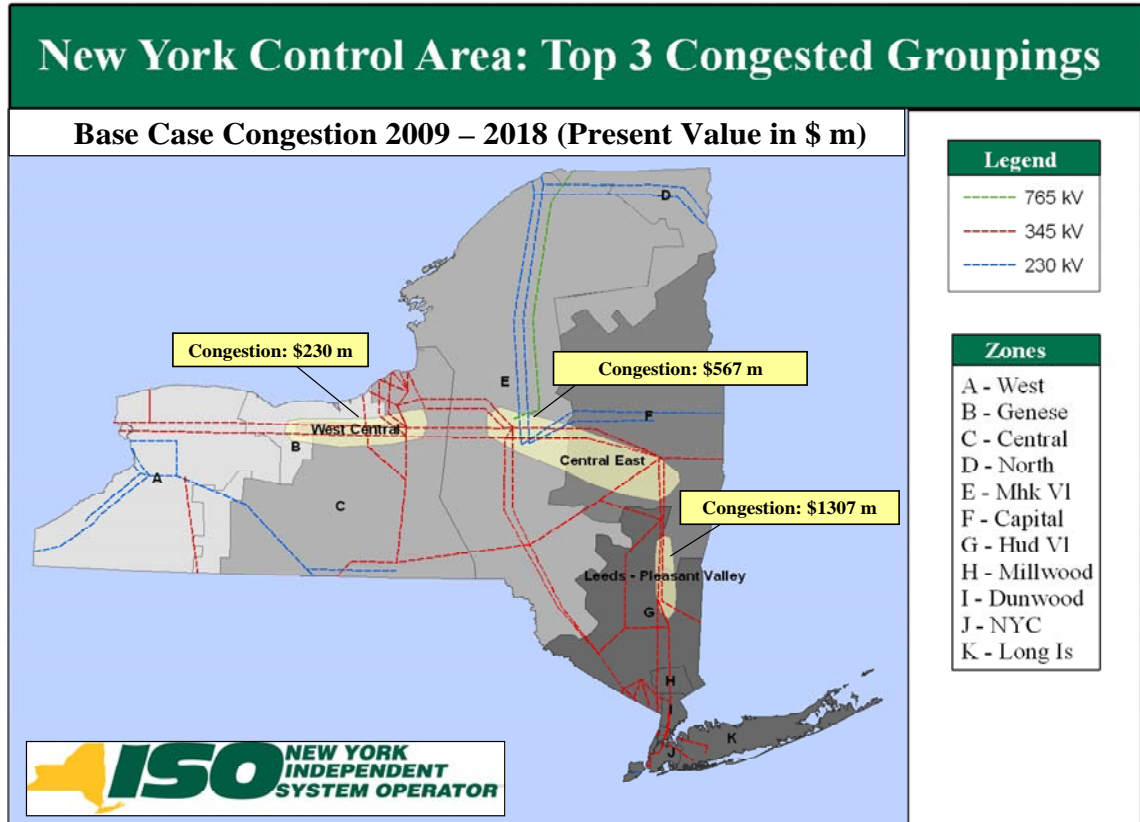 New York Control Area: Top 3 Congested Groupings
Base Case Congestion 2009 – 2018 (Present Value in $ m)
Legend
765 kV
345 kV
230 kV
D
Congestion: $230 m
Congestion: $567 m
E
F
West Central
B
Central East
A
C
Congestion: $1307 m
Leeds - Pleasant Valley
G
H
I
K
J
Zones
A - West
B - Genese
C - Central
D - North
E - Mhk Vl
F - Capital
G - Hud Vl
H - Millwood
I - Dunwood
J - NYC
K - Long Is
ISO NEW YORK
INDEPENDENT
SYSTEM OPERATOR